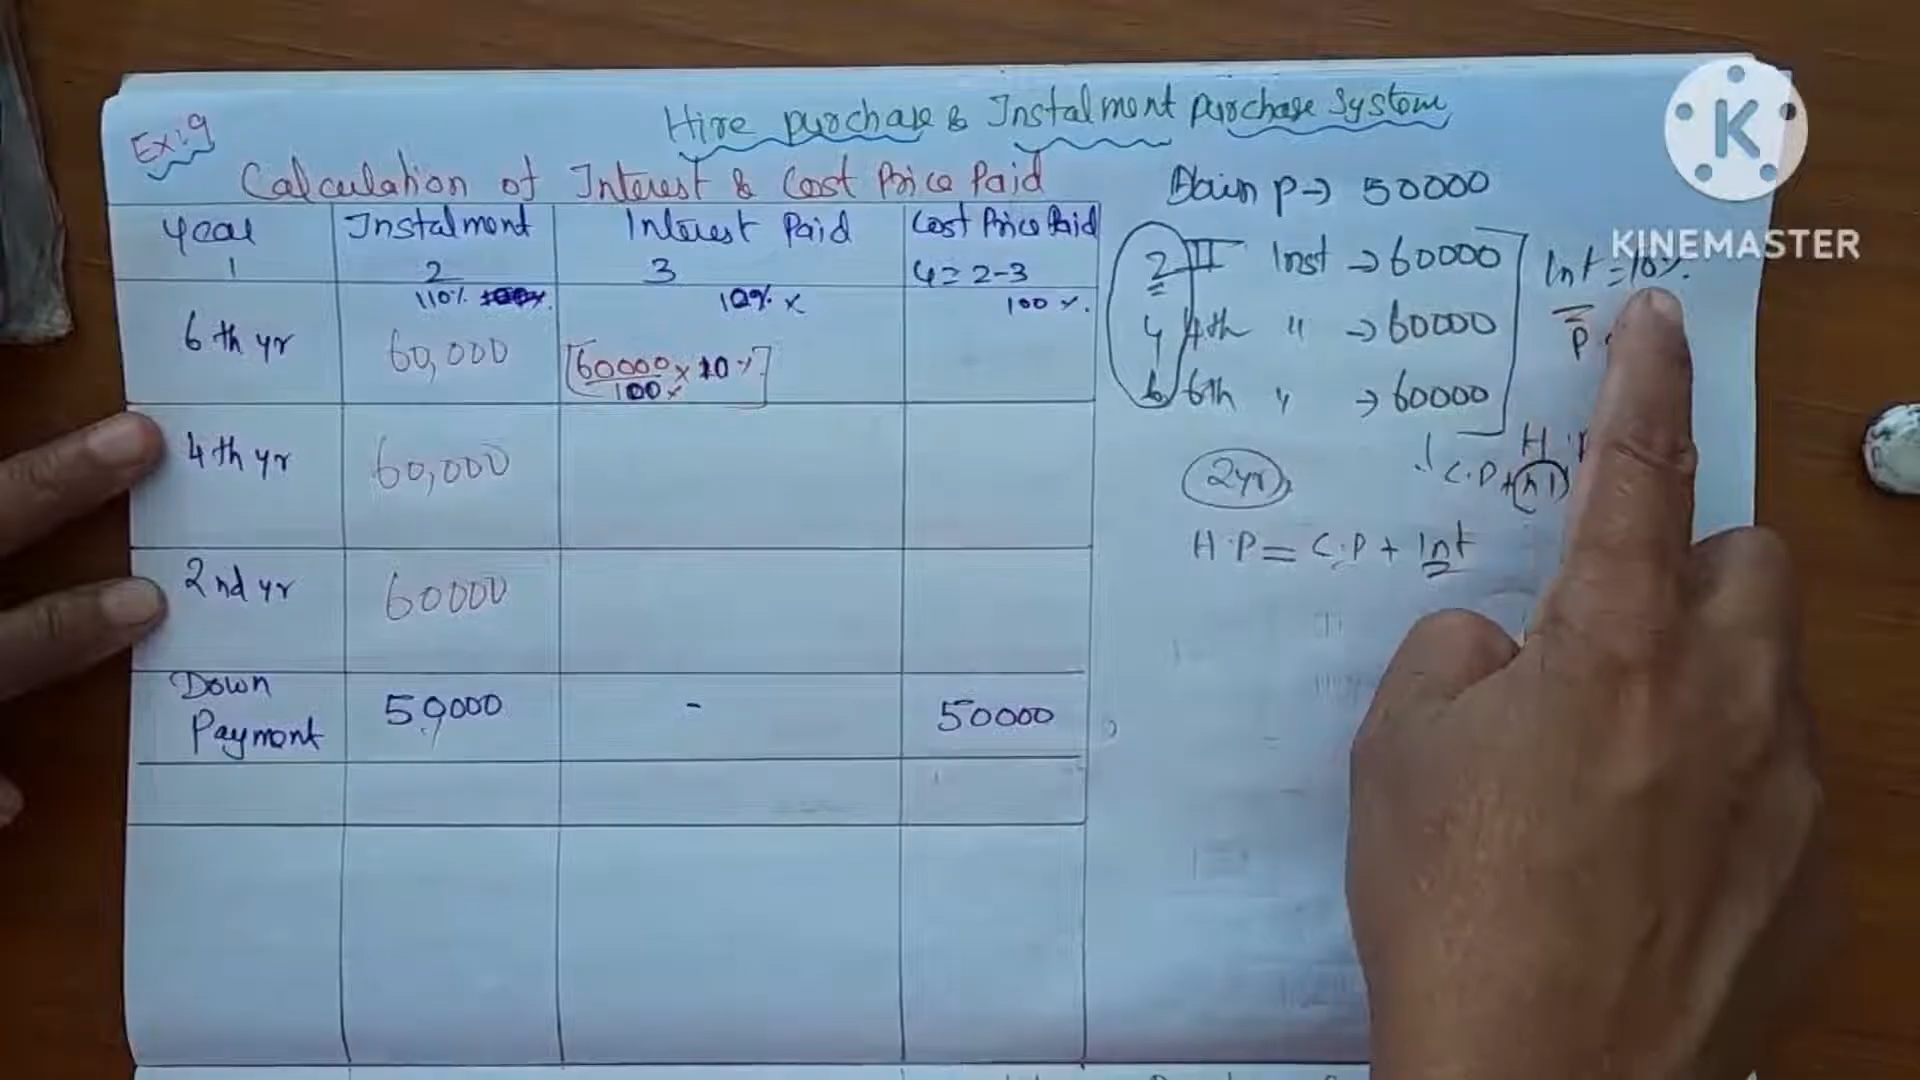 Ex:9
Hire purchase & Instalment purchase System
Calculation of Interest & Cost Price Paid
Down p → 50000
Year Instalment Interest Paid Cost Price Paid
1 2 3 4 = 2-3
110% 10% x 100%.
6 th yr 60,000 [60000/100 x 10%]
4 th yr 60,000
2nd yr 60000
Down Payment 50000 - 50000
2 II Inst → 60000
4 4th " → 60000
6 6th " → 60000
Int = 10%.
P
H.P
C.P + Int
2yr
H.P = C.P + Int
K
KINEMASTER